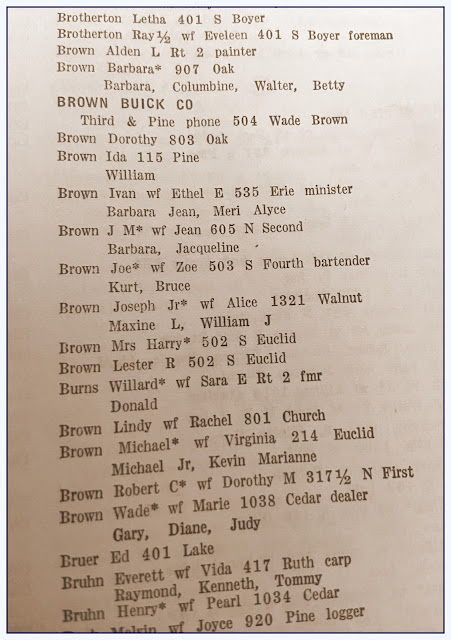 Brotherton Letha 401 S Boyer
Brotherton Ray½ wf Eveleen 401 S Boyer foreman
Brown Alden L Rt 2 painter
Brown Barbara* 907 Oak
Barbara, Columbine, Walter, Betty
BROWN BUICK CO
Third & Pine phone 504 Wade Brown
Brown Dorothy 803 Oak
Brown Ida 115 Pine
William
Brown Ivan wf Ethel E 535 Erie minister
Barbara Jean, Meri Alyce
Brown J M* wf Jean 605 N Second
Barbara, Jacqueline
Brown Joe* wf Zoe 503 S Fourth bartender
Kurt, Bruce
Brown Joseph Jr* wf Alice 1321 Walnut
Maxine L, William J
Brown Mrs Harry* 502 S Euclid
Brown Lester R 502 S Euclid
Burns Willard* wf Sara E Rt 2 fmr
Donald
Brown Lindy wf Rachel 801 Church
Brown Michael* wf Virginia 214 Euclid
Michael Jr, Kevin Marianne
Brown Robert C* wf Dorothy M 317½ N First
Brown Wade* wf Marie 1038 Cedar dealer
Gary, Diane, Judy
Bruer Ed 401 Lake
Bruhn Everett wf Vida 417 Ruth carp
Raymond, Kenneth, Tommy
Bruhn Henry* wf Pearl 1034 Cedar
Melvin wf Joyce 920 Pine logger